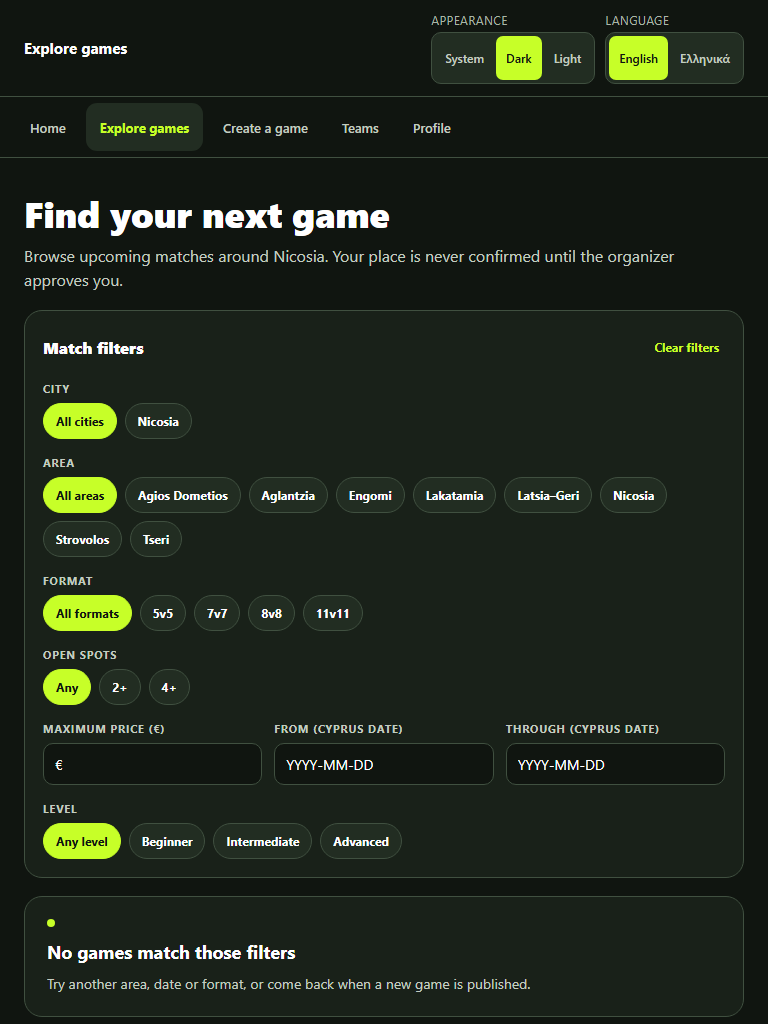 Explore games
APPEARANCE
System Dark Light
LANGUAGE
English Ελληνικά
Home Explore games Create a game Teams Profile
Find your next game
Browse upcoming matches around Nicosia. Your place is never confirmed until the organizer
approves you.
Match filters
Clear filters
CITY
All cities Nicosia
AREA
All areas Agios Dometios Aglantzia Engomi Lakatamia Latsia–Geri Nicosia
Strovolos Tseri
FORMAT
All formats 5v5 7v7 8v8 11v11
OPEN SPOTS
Any 2+ 4+
MAXIMUM PRICE (€) FROM (CYPRUS DATE) THROUGH (CYPRUS DATE)
€ YYYY-MM-DD YYYY-MM-DD
LEVEL
Any level Beginner Intermediate Advanced
No games match those filters
Try another area, date or format, or come back when a new game is published.